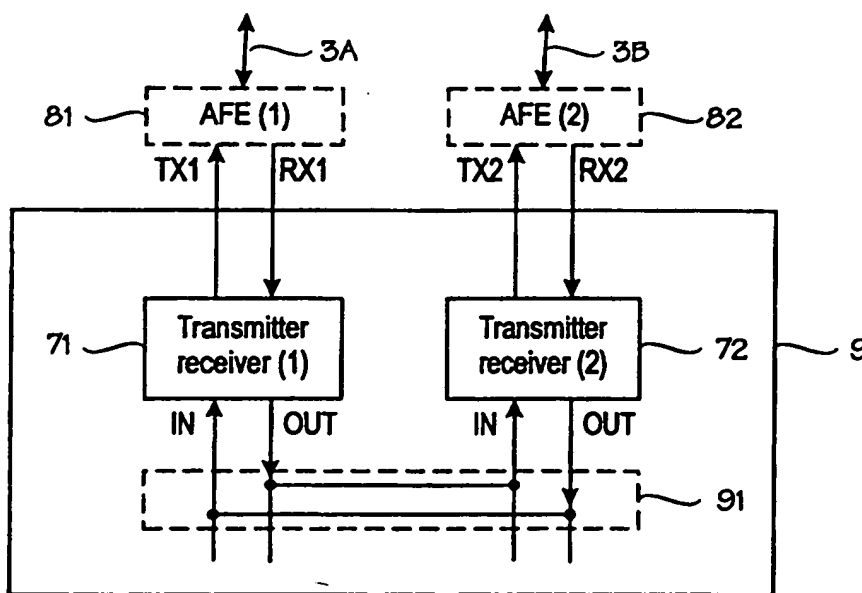 3A 3B
81 AFE (1) AFE (2) 82
TX1 RX1 TX2 RX2
71 Transmitter receiver (1) Transmitter receiver (2) 72 9
IN OUT IN OUT
91